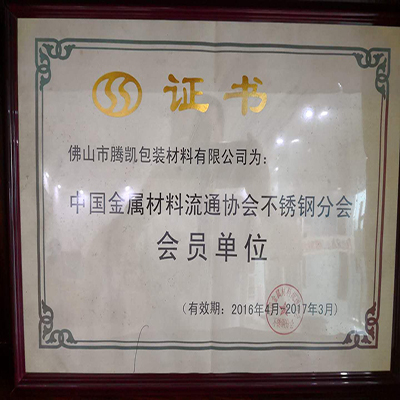 证书
佛山市腾凯包装材料有限公司为:
中国金属材料流通协会不锈钢分会
会员单位
(有效期: 2016年4月-2017年3月)